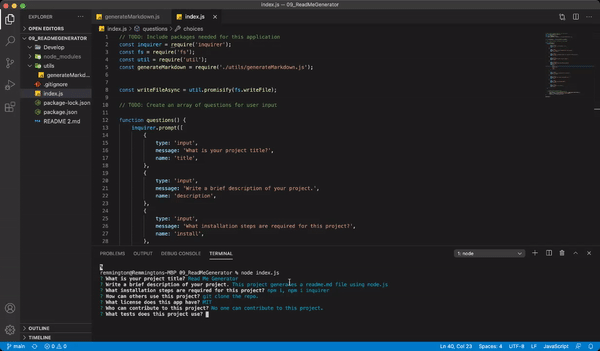 index.js — 09_ReadMeGenerator
EXPLORER
OPEN EDITORS
09_READMEGENERATOR
Develop
node_modules
utils
generateMarkd...
.gitignore
index.js
package-lock.json
package.json
README 2.md
OUTLINE
TIMELINE
generateMarkdown.js
index.js
index.js > questions > choices
1 // TODO: Include packages needed for this application
2 const inquirer = require('inquirer');
3 const fs = require('fs');
4 const util = require('util');
5 const generateMarkdown = require('./utils/generateMarkdown.js');
6
7
8 const writeFileAsync = util.promisify(fs.writeFile);
9
10 // TODO: Create an array of questions for user input
11
12 function questions() {
13 inquirer.prompt([
14 {
15 type: 'input',
16 message: 'What is your project title?',
17 name: 'title',
18 },
19 {
20 type: 'input',
21 message: 'Write a brief description of your project.',
22 name: 'description',
23 },
24 {
25 type: 'input',
26 message: 'What installation steps are required for this project?',
27 name: 'install',
28 },
PROBLEMS OUTPUT DEBUG CONSOLE TERMINAL
1: node
remmington@Remmingtons-MBP 09_ReadMeGenerator % node index.js
? What is your project title? Read Me Generator
? Write a brief description of your project. This project generates a readme.md file using node.js
? What installation steps are required for this project? npm i, npm i inquirer
? How can others use this project? git clone the repo.
? What license does this app have? MIT
? Who can contribute to this project? No one can contribute to this project.
? What tests does this project use?
main 0 0
Ln 40, Col 23 Spaces: 4 UTF-8 LF JavaScript